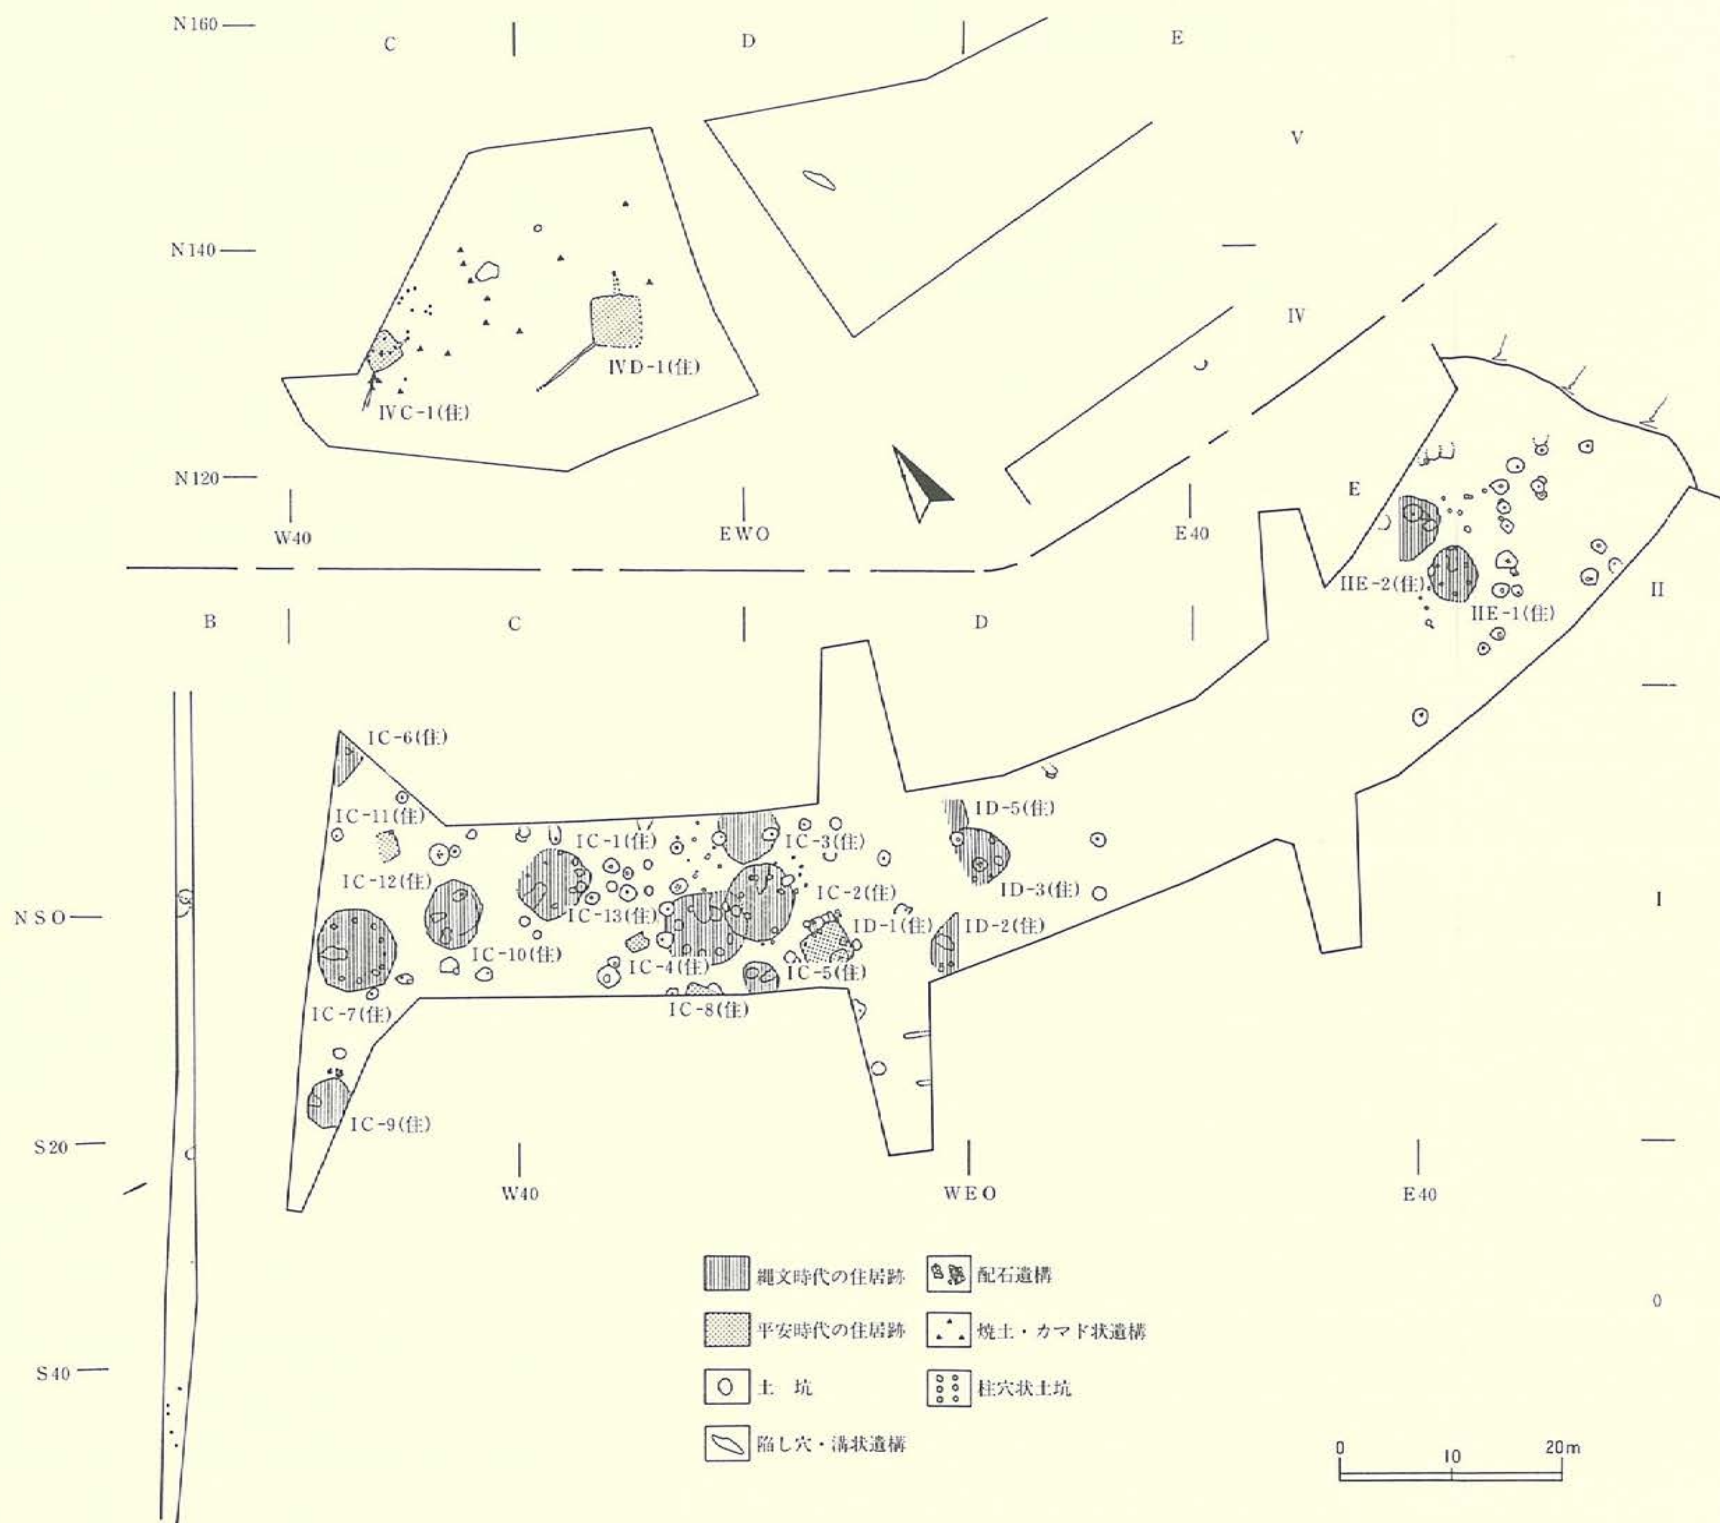 N160
C
D
E
V
N140
IV
IVD-1(住)
IVC-1(住)
N120
E
W40
EWO
E40
IIE-2(住)
II
IIE-1(住)
B
C
D
IC-6(住)
ID-5(住)
IC-11(住)
IC-1(住)
IC-3(住)
IC-12(住)
ID-3(住)
IC-2(住)
I
NSO
IC-13(住)
ID-1(住)
ID-2(住)
IC-10(住)
IC-4(住)
IC-5(住)
IC-7(住)
IC-8(住)
IC-9(住)
S20
W40
WEO
E40
縄文時代の住居跡
配石遺構
0
平安時代の住居跡
焼土・カマド状遺構
S40
土 坑
柱穴状土坑
陥し穴・溝状遺構
0
10
20m